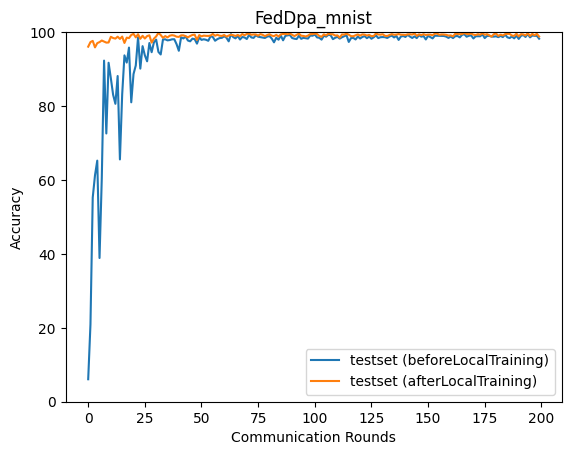 FedDpa_mnist
Accuracy
100
80
60
40
20
0
0 25 50 75 100 125 150 175 200
Communication Rounds
testset (beforeLocalTraining)
testset (afterLocalTraining)